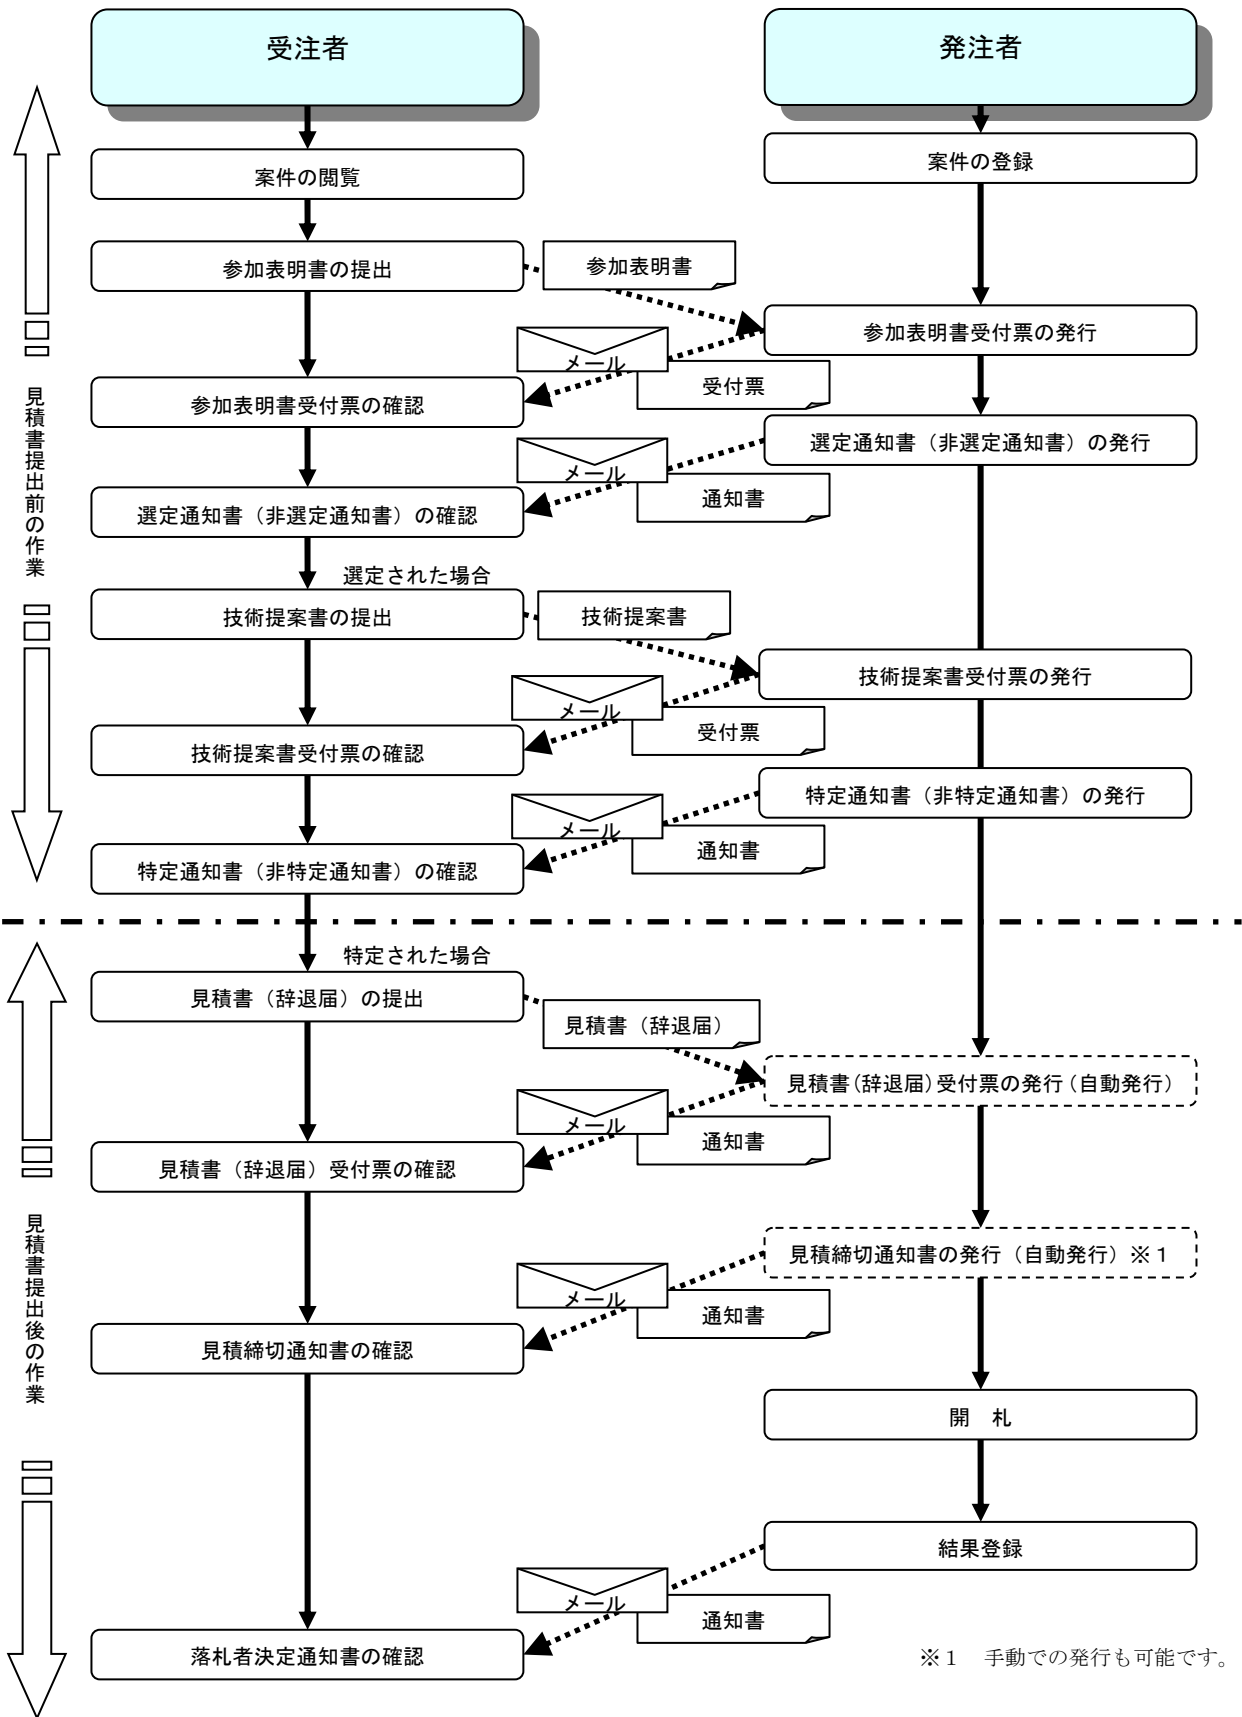 受注者
発注者
案件の登録
案件の閲覧
参加表明書の提出
参加表明書
参加表明書受付票の発行
メール
受付票
参加表明書受付票の確認
選定通知書（非選定通知書）の発行
メール
通知書
選定通知書（非選定通知書）の確認
見積書提出前の作業
選定された場合
技術提案書の提出
技術提案書
技術提案書受付票の発行
メール
受付票
技術提案書受付票の確認
特定通知書（非特定通知書）の発行
メール
通知書
特定通知書（非特定通知書）の確認
特定された場合
見積書（辞退届）の提出
見積書（辞退届）
見積書（辞退届）受付票の発行（自動発行）
メール
通知書
見積書（辞退届）受付票の確認
見積書提出後の作業
見積締切通知書の発行（自動発行）※１
メール
通知書
見積締切通知書の確認
開　札
結果登録
メール
通知書
落札者決定通知書の確認
※１　手動での発行も可能です。